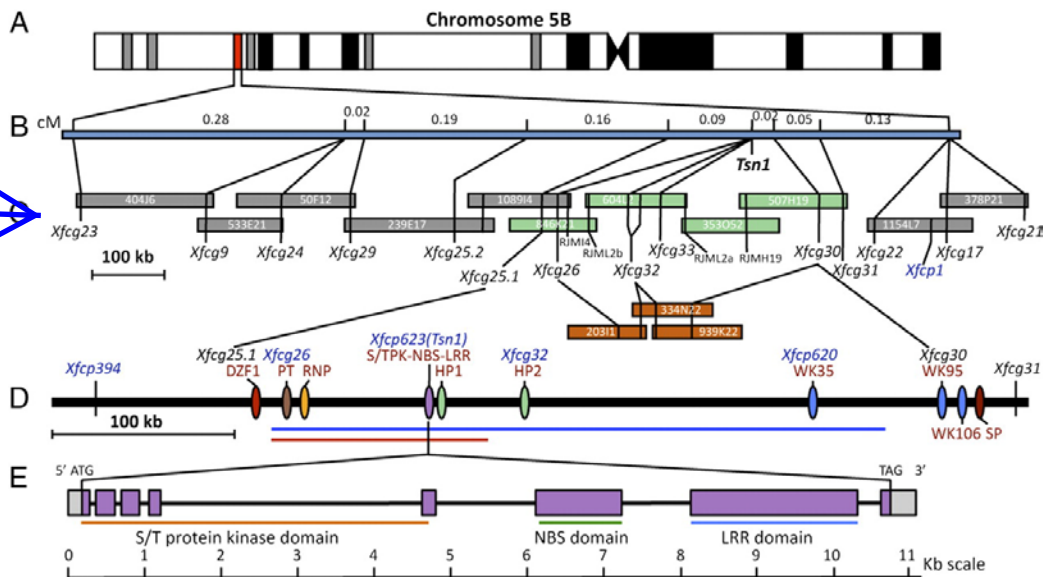 A Chromosome 5B
B cM 0.28 0.02 0.19 0.16 0.09 0.02 0.05 0.13
Tsn1
404J6 50F12 1089I4 604L2 507H19 378P21
533E21 239E17 846K21 353O52 1154L7
Xfcg23 Xfcg9 Xfcg24 Xfcg29 Xfcg25.2 RJMI4 RJML2b Xfcg33 RJML2a RJMH19 Xfcg30 Xfcg22 Xfcg17 Xfcg21
Xfcg25.1 Xfcg26 Xfcg32 Xfcg31 Xfcp1
100 kb
334N22
203I1 939K22
Xfcp394 Xfcg25.1 Xfcg26 Xfcp623(Tsn1) Xfcg32 Xfcp620 Xfcg30 Xfcg31
DZF1 PT RNP S/TPK-NBS-LRR HP1 HP2 WK35 WK95
D
100 kb
WK106 SP
E 5' ATG TAG 3'
S/T protein kinase domain NBS domain LRR domain
0 1 2 3 4 5 6 7 8 9 10 11 Kb scale